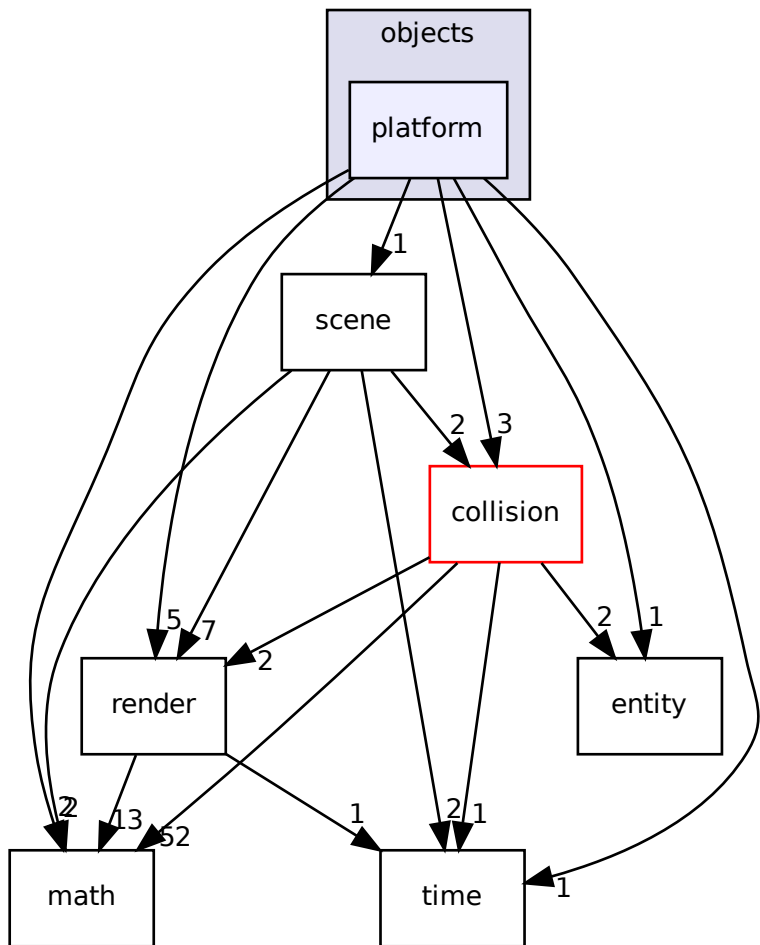 objects
platform
1
scene
2
3
collision
5
7
2
2
1
render
entity
2
2
13
52
1
2
1
1
math
time